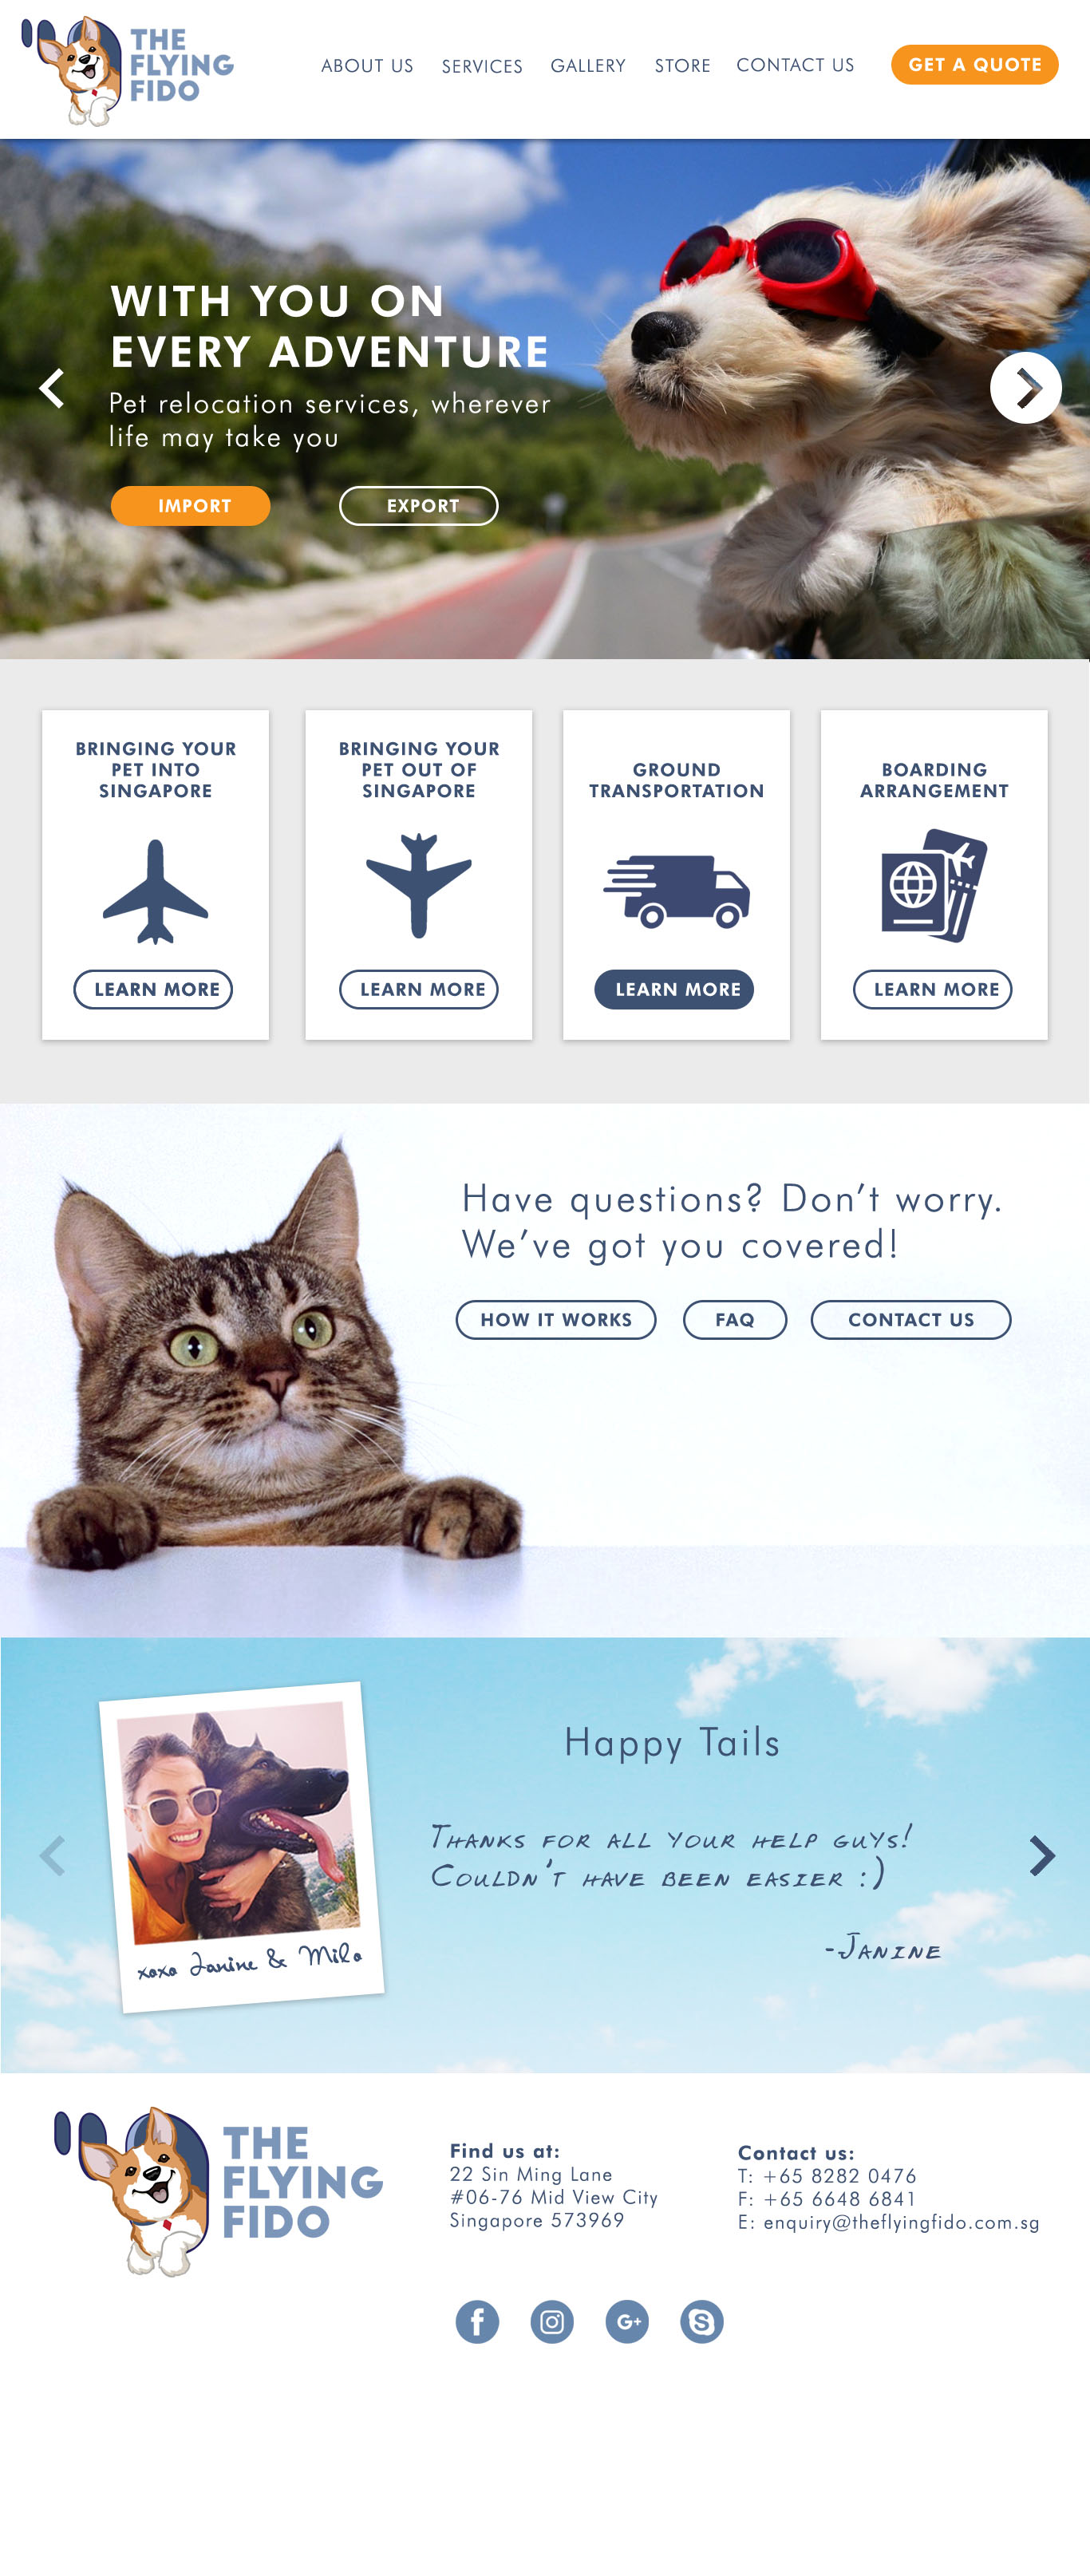 THE
FLYING
FIDO
ABOUT US
SERVICES
GALLERY
STORE
CONTACT US
GET A QUOTE
WITH YOU ON
EVERY ADVENTURE
Pet relocation services, wherever
life may take you
IMPORT
EXPORT
BRINGING YOUR
PET INTO
SINGAPORE
LEARN MORE
BRINGING YOUR
PET OUT OF
SINGAPORE
LEARN MORE
GROUND
TRANSPORTATION
LEARN MORE
BOARDING
ARRANGEMENT
LEARN MORE
Have questions? Don't worry.
We've got you covered!
HOW IT WORKS
FAQ
CONTACT US
Happy Tails
THANKS FOR ALL YOUR HELP GUYS!
COULDN'T HAVE BEEN EASIER :)
-JANINE
xoxo Janine & Milo
THE
FLYING
FIDO
Find us at:
22 Sin Ming Lane
#06-76 Mid View City
Singapore 573969
Contact us:
T: +65 8282 0476
F: +65 6648 6841
E: enquiry@theflyingfido.com.sg
f
G+
S